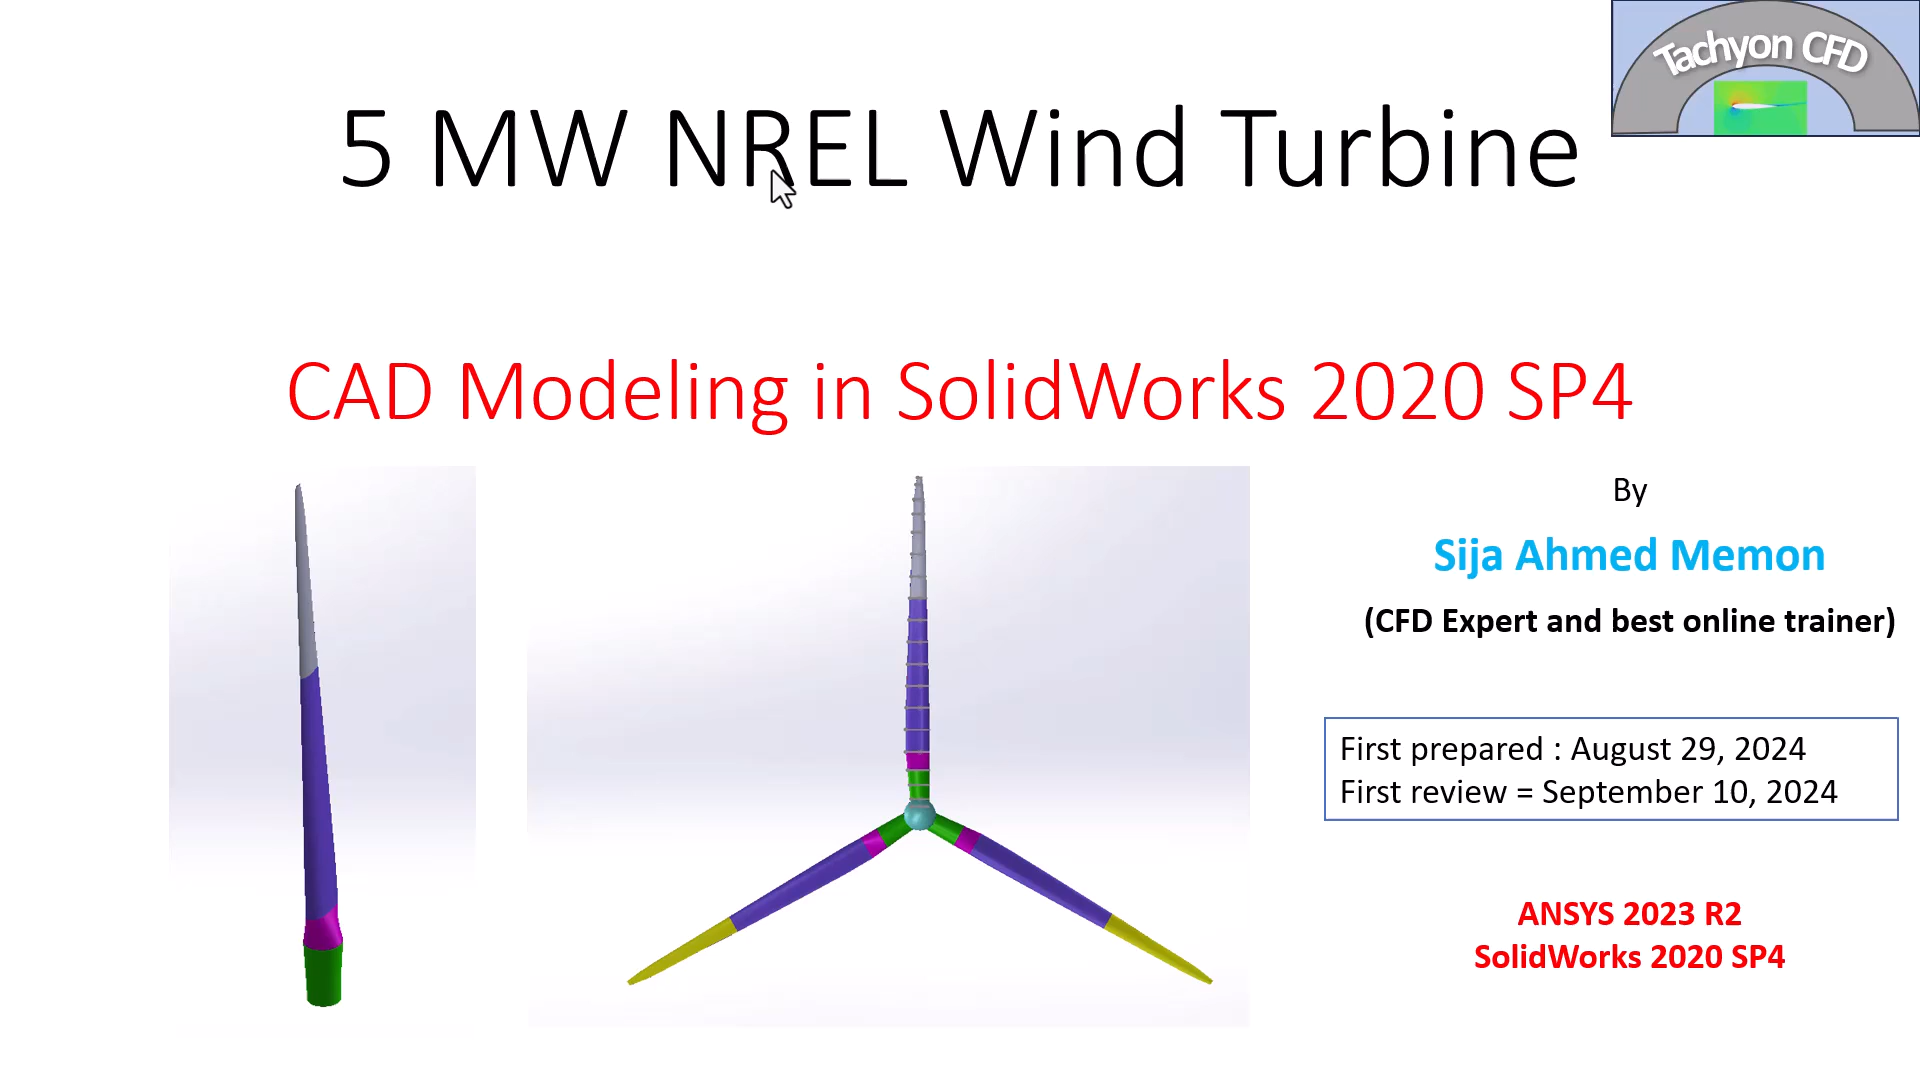 Tachyon CFD
5 MW NREL Wind Turbine
CAD Modeling in SolidWorks 2020 SP4
By
Sija Ahmed Memon
(CFD Expert and best online trainer)
First prepared : August 29, 2024
First review = September 10, 2024
ANSYS 2023 R2
SolidWorks 2020 SP4